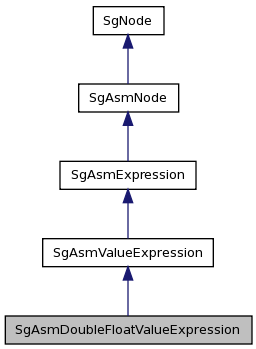 SgNode
SgAsmNode
SgAsmExpression
SgAsmValueExpression
SgAsmDoubleFloatValueExpression